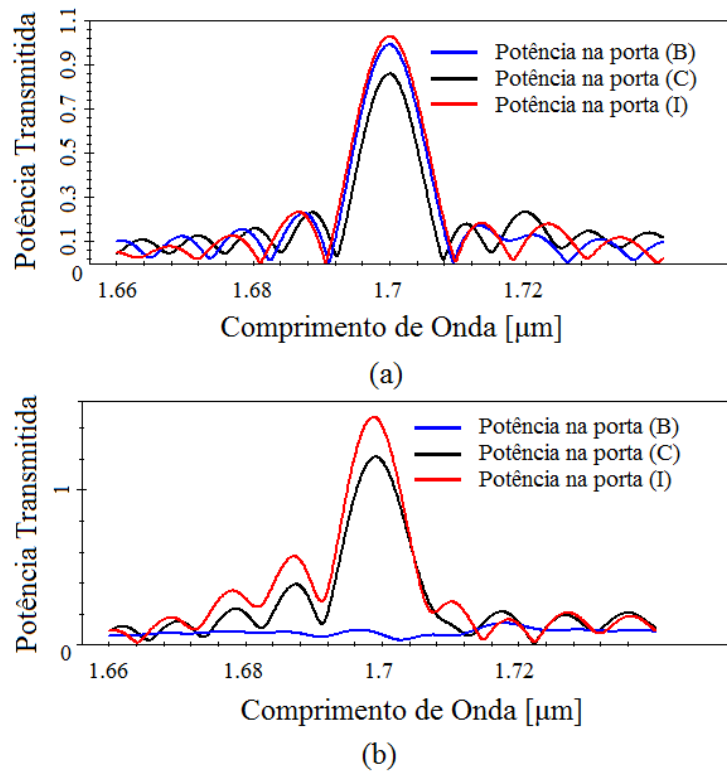 1.1
0.9
0.7
0.5
0.3
0.1
0
Potência Transmitida
Potência na porta (B)
Potência na porta (C)
Potência na porta (I)
1.66
1.68
1.7
1.72
Comprimento de Onda [μm]
(a)
1
0
Potência Transmitida
Potência na porta (B)
Potência na porta (C)
Potência na porta (I)
1.66
1.68
1.7
1.72
Comprimento de Onda [μm]
(b)